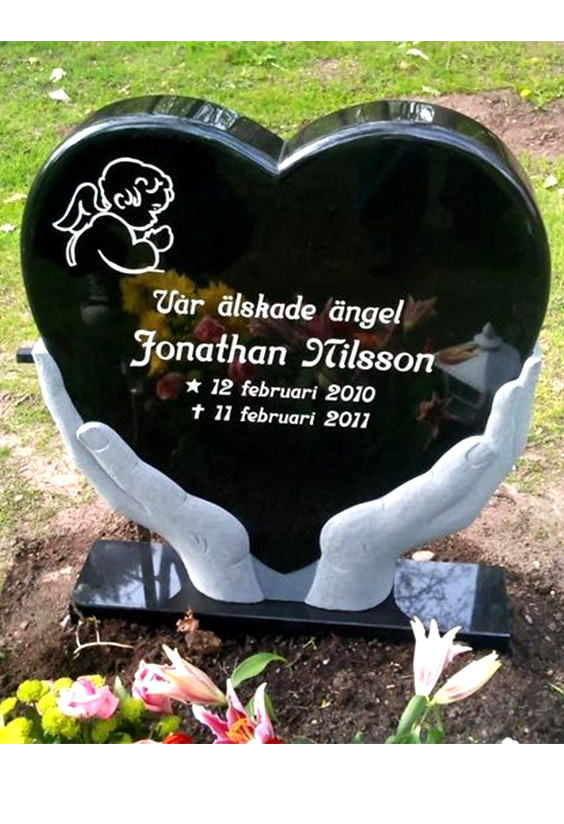 Vår älskade ängel
Jonathan Nilsson
★ 12 februari 2010
✝ 11 februari 2011